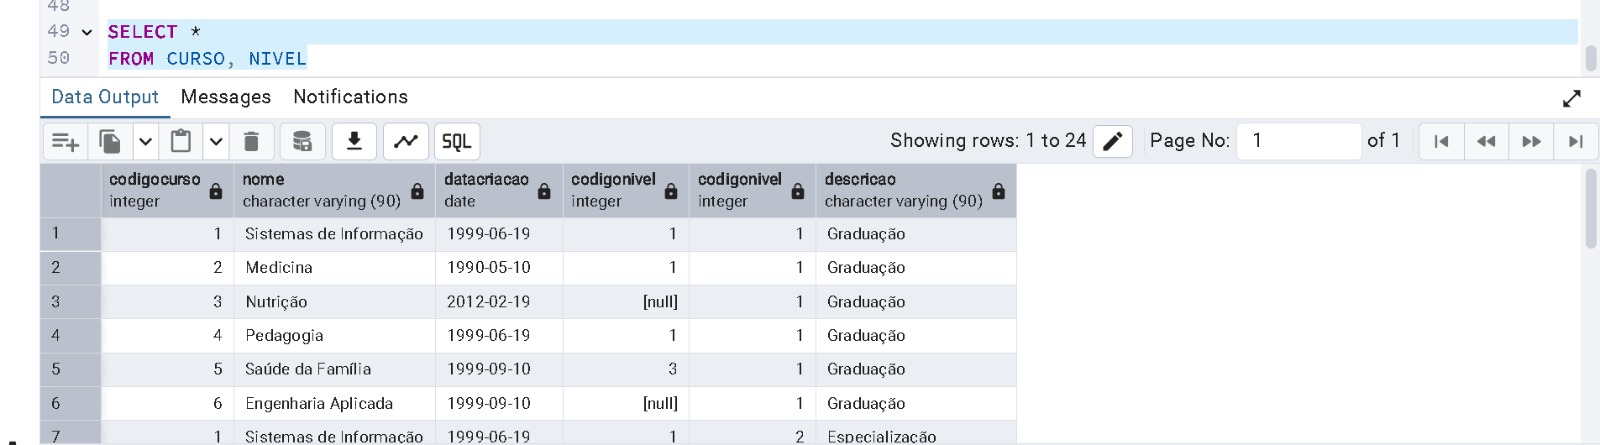 48
49 SELECT *
50 FROM CURSO, NIVEL
Data Output Messages Notifications
SQL Showing rows: 1 to 24 Page No: 1 of 1
codigocurso nome datacriacao codigonivel codigonivel descricao
integer character varying (90) date integer integer character varying (90)
1 1 Sistemas de Informação 1999-06-19 1 1 Graduação
2 2 Medicina 1990-05-10 1 1 Graduação
3 3 Nutrição 2012-02-19 [null] 1 Graduação
4 4 Pedagogia 1999-06-19 1 1 Graduação
5 5 Saúde da Família 1999-09-10 3 1 Graduação
6 6 Engenharia Aplicada 1999-09-10 [null] 1 Graduação
7 1 Sistemas de Informação 1999-06-19 1 2 Especialização